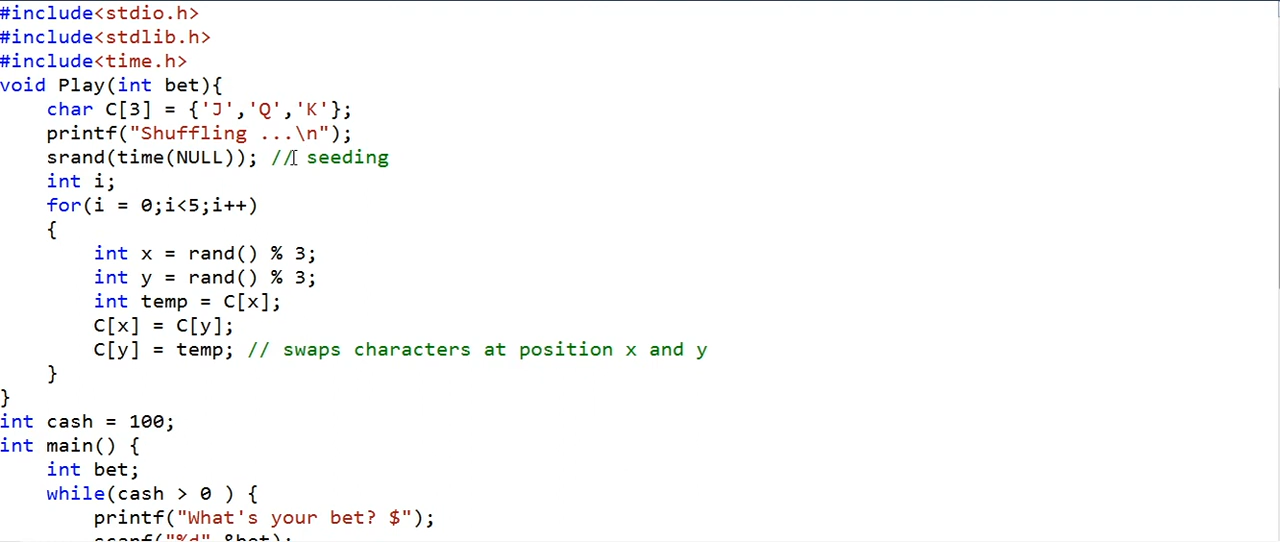 #include<stdio.h>
#include<stdlib.h>
#include<time.h>
void Play(int bet){
    char C[3] = {'J','Q','K'};
    printf("Shuffling ...\n");
    srand(time(NULL)); // seeding
    int i;
    for(i = 0;i<5;i++)
    {
        int x = rand() % 3;
        int y = rand() % 3;
        int temp = C[x];
        C[x] = C[y];
        C[y] = temp; // swaps characters at position x and y
    }
}
int cash = 100;
int main() {
    int bet;
    while(cash > 0 ) {
        printf("What's your bet? $");
        scanf("%d",&bet);